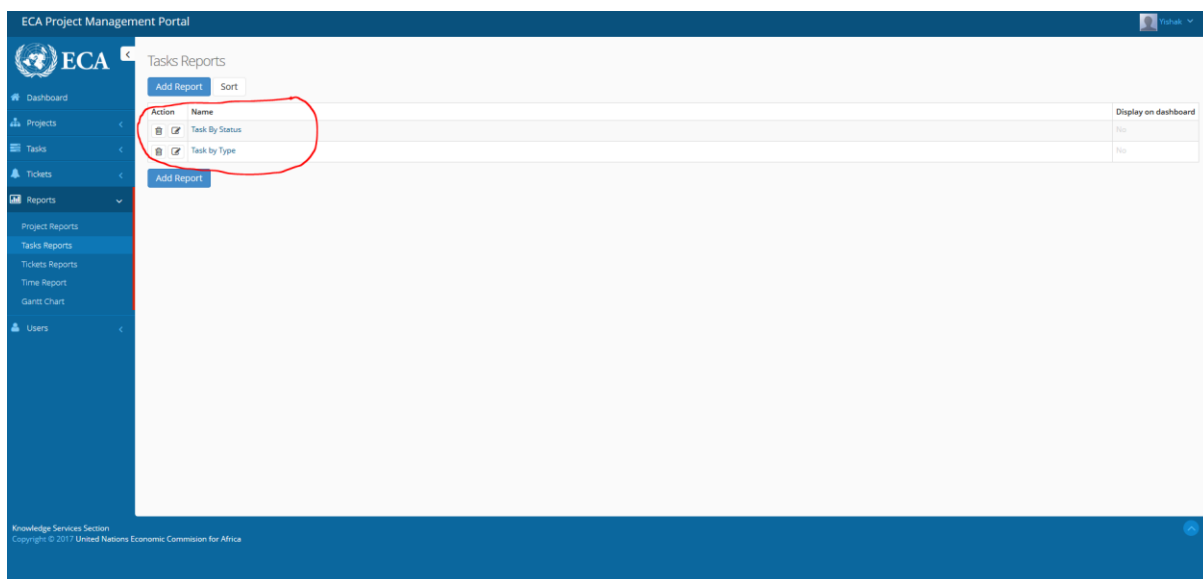 ECA Project Management Portal
Yishak
ECA
Dashboard
Projects
Tasks
Tickets
Reports
Project Reports
Tasks Reports
Tickets Reports
Time Report
Gantt Chart
Users
Tasks Reports
Add Report Sort
Action Name Display on dashboard
Task By Status No
Task by Type No
Add Report
Knowledge Services Section
Copyright © 2017 United Nations Economic Commision for Africa